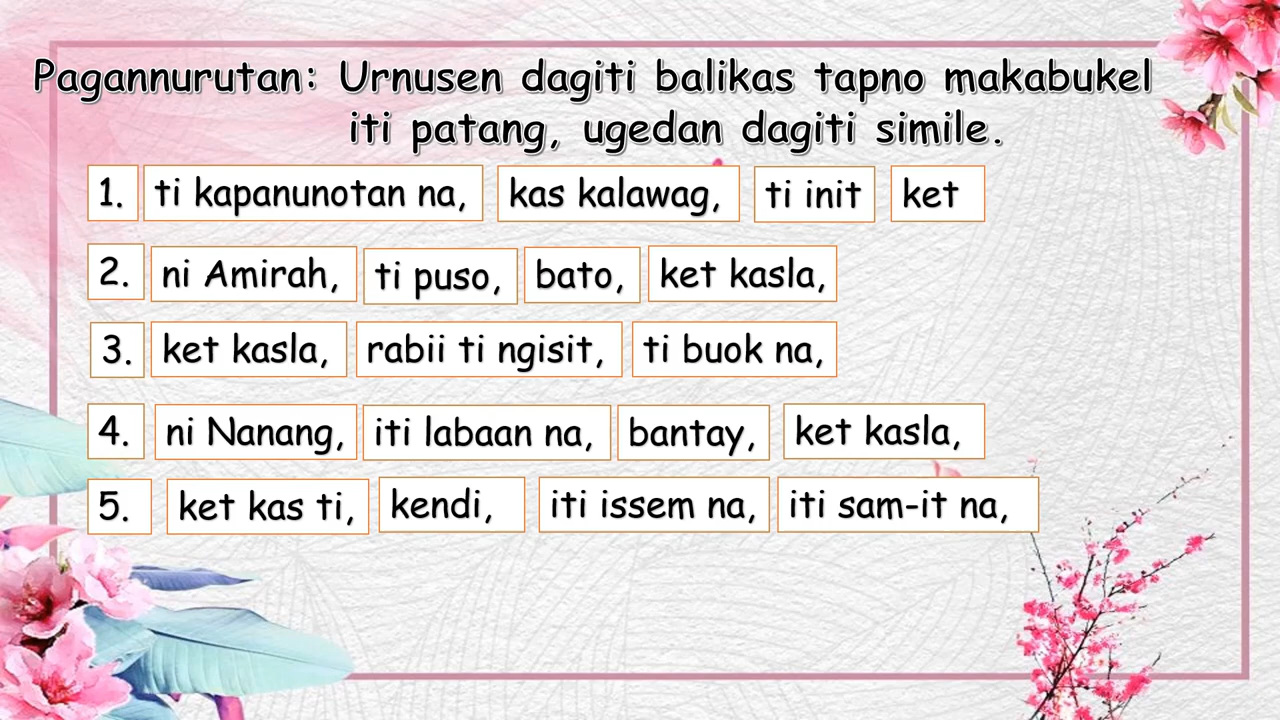 Pagannurutan: Urnusen dagiti balikas tapno makabukel
iti patang, ugedan dagiti simile.
1. ti kapanunotan na, kas kalawag, ti init ket
2. ni Amirah, ti puso, bato, ket kasla,
3. ket kasla, rabii ti ngisit, ti buok na,
4. ni Nanang, iti labaan na, bantay, ket kasla,
5. ket kas ti, kendi, iti issem na, iti sam-it na,